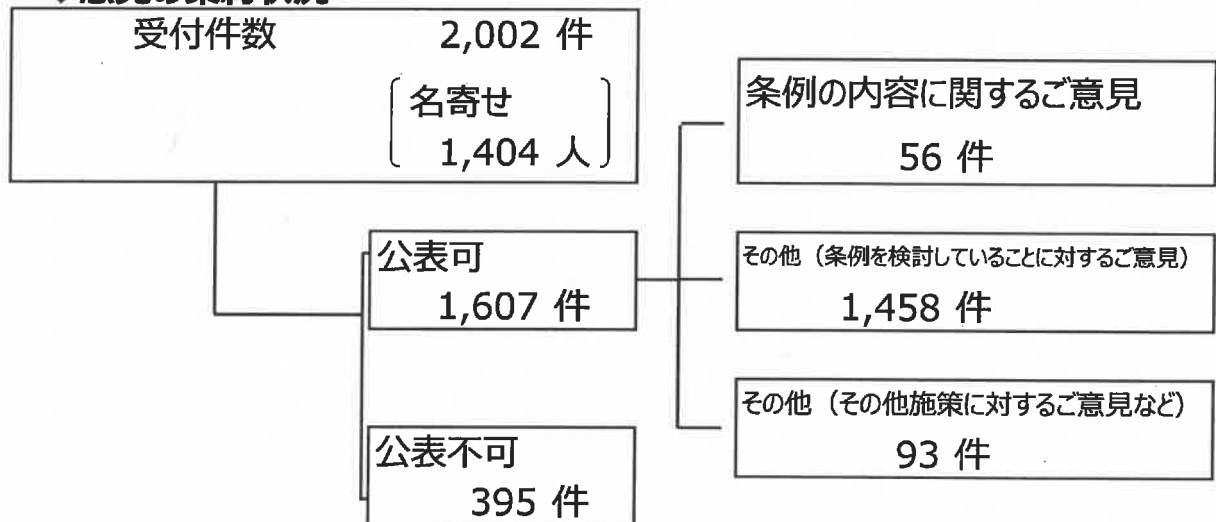 受付件数 2,002 件
名寄せ
1,404 人
公表可
1,607 件
公表不可
395 件
条例の内容に関するご意見
56 件
その他（条例を検討していることに対するご意見）
1,458 件
その他（その他施策に対するご意見など）
93 件